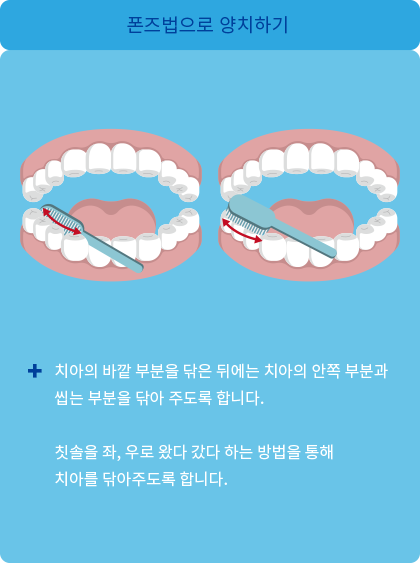 폰즈법으로 양치하기
치아의 바깥 부분을 닦은 뒤에는 치아의 안쪽 부분과
씹는 부분을 닦아 주도록 합니다.
칫솔을 좌, 우로 왔다 갔다 하는 방법을 통해
치아를 닦아주도록 합니다.